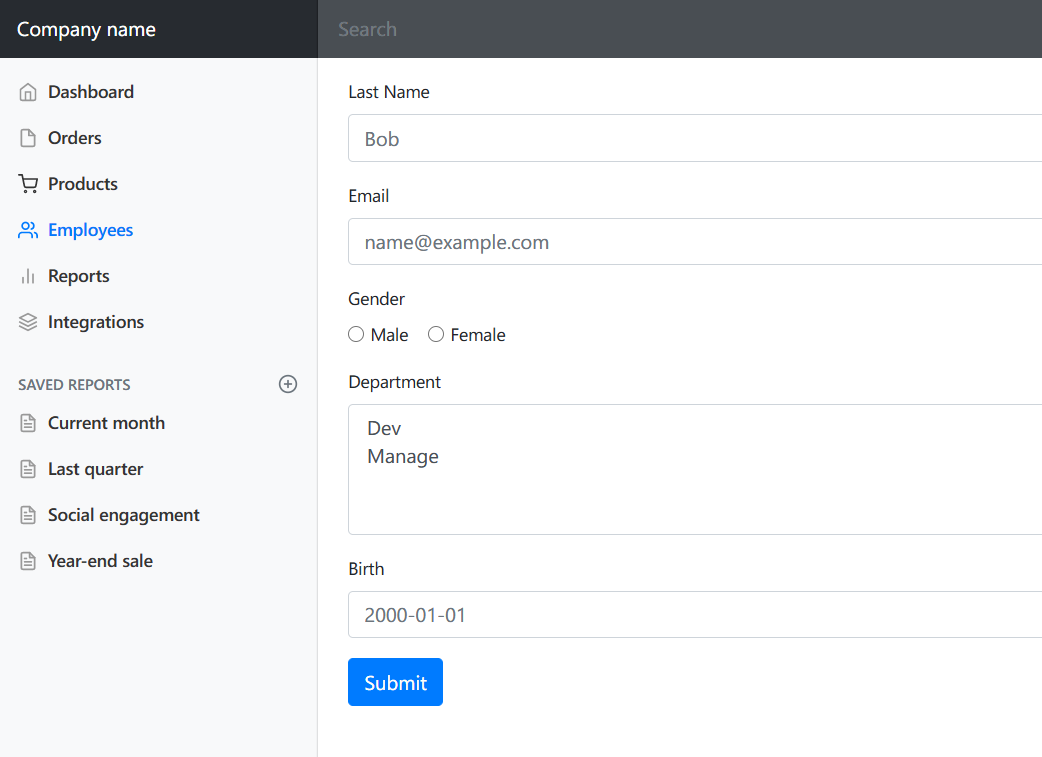 Company name
Search
Dashboard
Orders
Products
Employees
Reports
Integrations
SAVED REPORTS
Current month
Last quarter
Social engagement
Year-end sale
Last Name
Bob
Email
name@example.com
Gender
Male Female
Department
Dev
Manage
Birth
2000-01-01
Submit